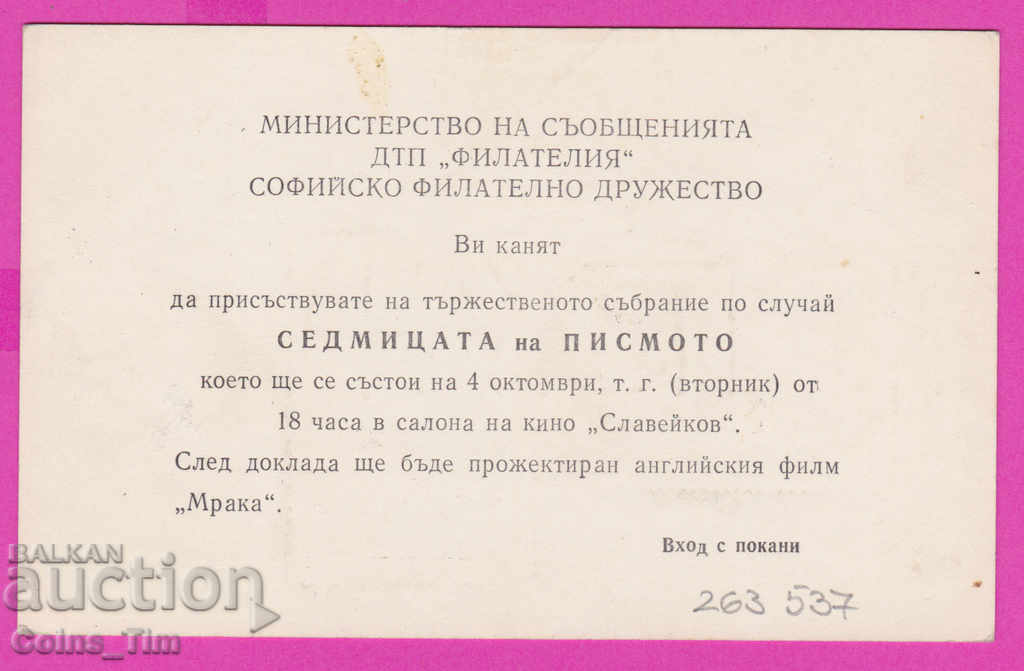 МИНИСТЕРСТВО НА СЪОБЩЕНИЯТА
ДТП „ФИЛАТЕЛИЯ“
СОФИЙСКО ФИЛАТЕЛНО ДРУЖЕСТВО
Ви канят
да присъствувате на тържественото събрание по случай
СЕДМИЦАТА на ПИСМОТО
което ще се състои на 4 октомври, т. г. (вторник) от
18 часа в салона на кино „Славейков“.
След доклада ще бъде прожектиран английския филм
„Мрака“.
Вход с покани
263 537
BALKAN
auction
Coins_Tim